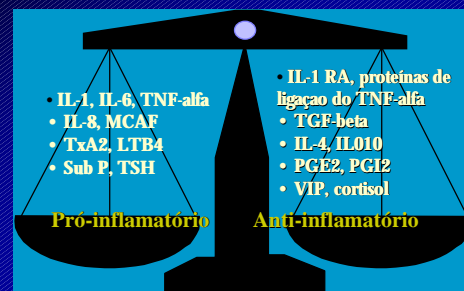 • IL-1, IL-6, TNF-alfa
• IL-8, MCAF
• TxA2, LTB4
• Sub P, TSH
Pró-inflamatório
• IL-1 RA, proteínas de
ligaçao do TNF-alfa
• TGF-beta
• IL-4, IL010
• PGE2, PGI2
• VIP, cortisol
Anti-inflamatório